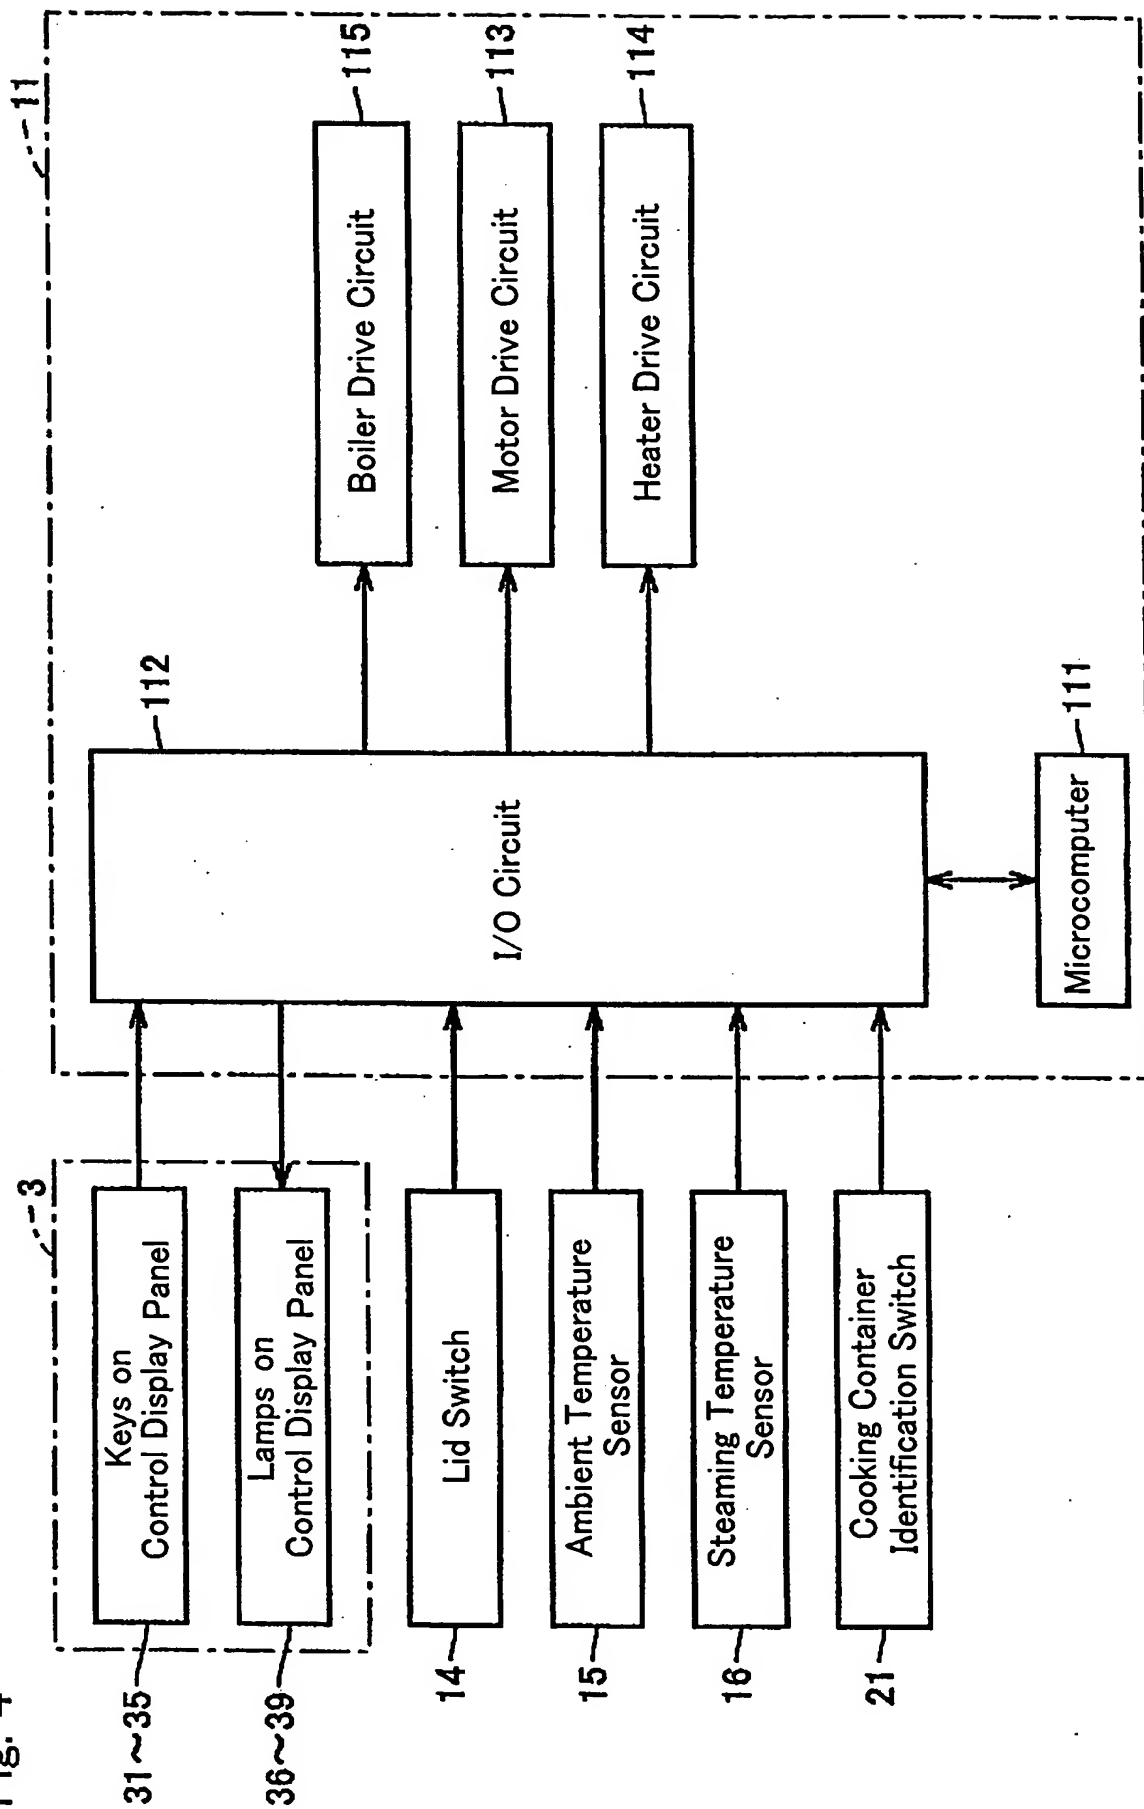 Fig. 4
3
11
31~35
Keys on
Control Display Panel
36~39
Lamps on
Control Display Panel
14
Lid Switch
15
Ambient Temperature
Sensor
16
Steaming Temperature
Sensor
21
Cooking Container
Identification Switch
112
I/O Circuit
111
Microcomputer
115
Boiler Drive Circuit
113
Motor Drive Circuit
114
Heater Drive Circuit